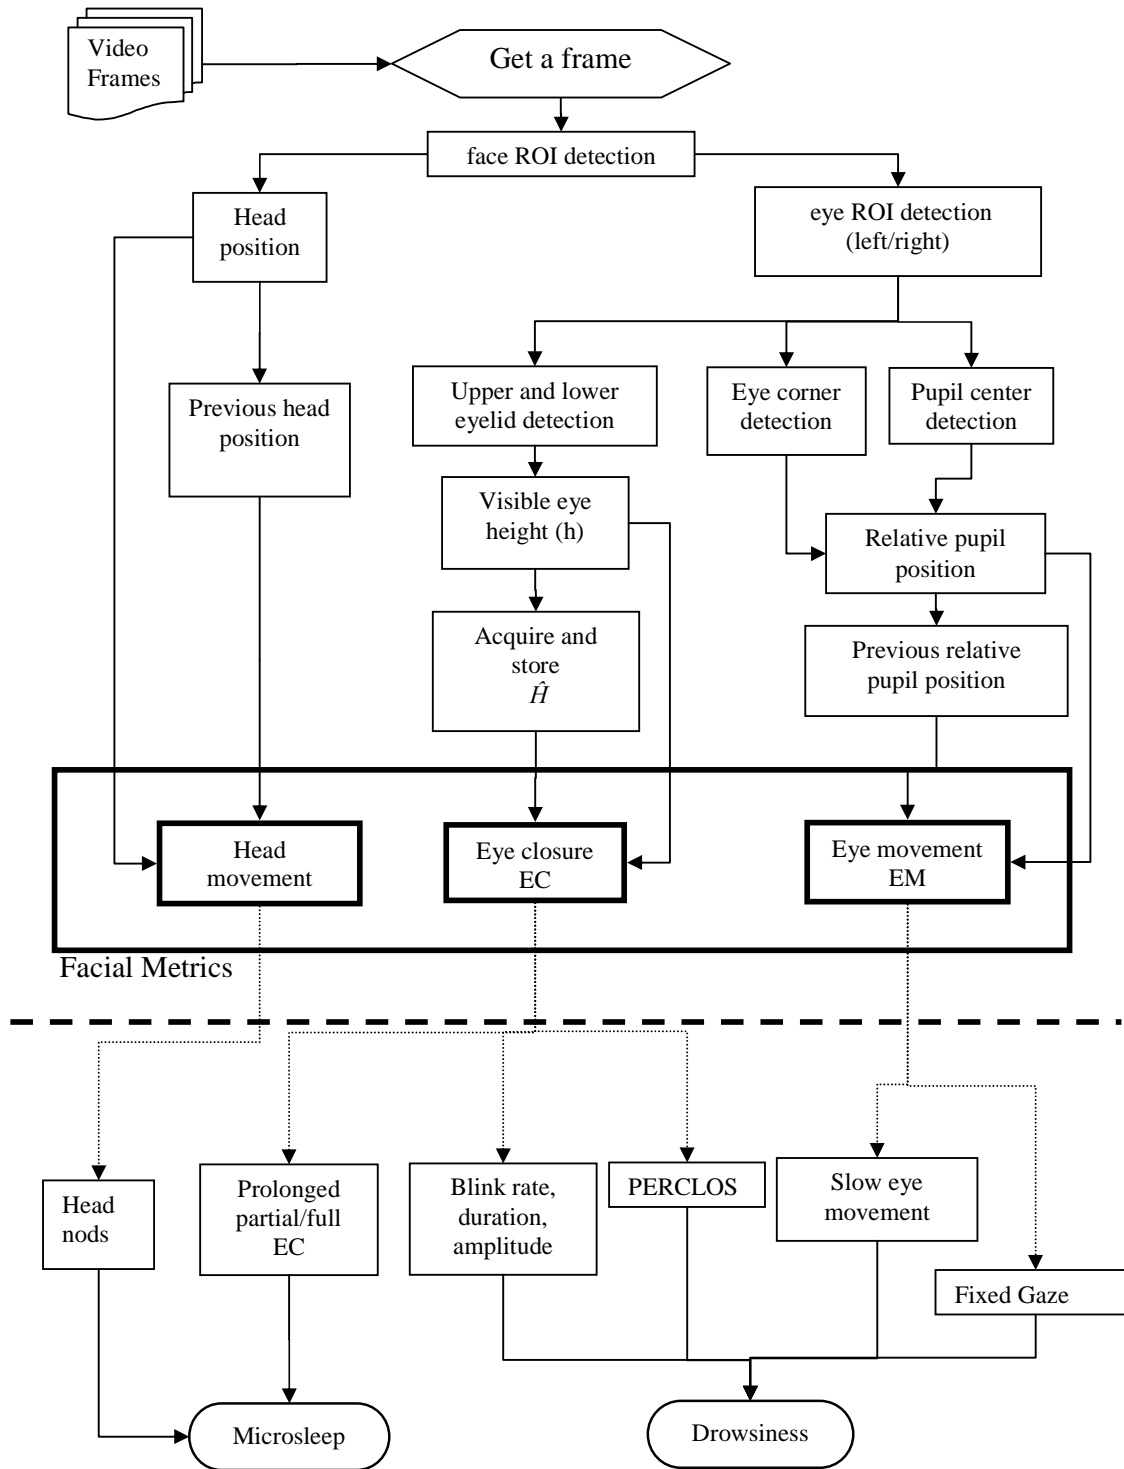 Video
Frames
Get a frame
face ROI detection
Head
position
eye ROI detection
(left/right)
Previous head
position
Upper and lower
eyelid detection
Eye corner
detection
Pupil center
detection
Visible eye
height (h)
Relative pupil
position
Acquire and
store
Ĥ
Previous relative
pupil position
Head
movement
Eye closure
EC
Eye movement
EM
Facial Metrics
Head
nods
Prolonged
partial/full
EC
Blink rate,
duration,
amplitude
PERCLOS
Slow eye
movement
Fixed Gaze
Microsleep
Drowsiness